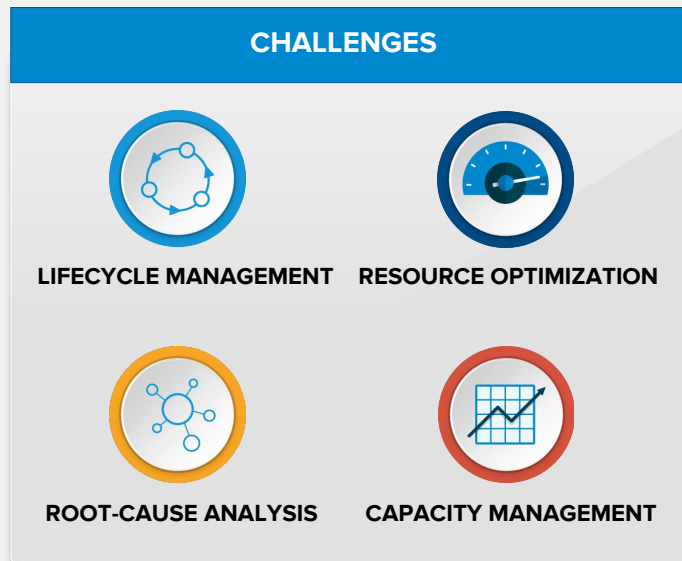 CHALLENGES
LIFECYCLE MANAGEMENT
RESOURCE OPTIMIZATION
ROOT-CAUSE ANALYSIS
CAPACITY MANAGEMENT